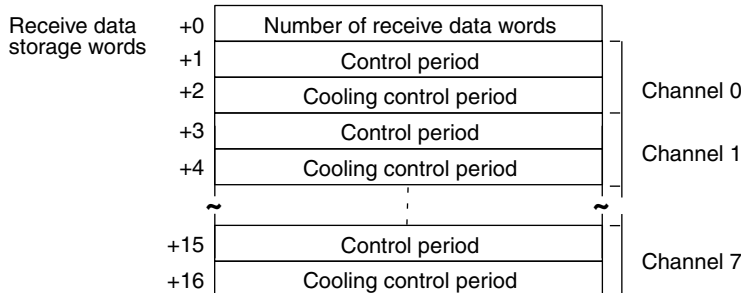 Receive data
storage words
+0 Number of receive data words
+1 Control period
+2 Cooling control period
Channel 0
+3 Control period
+4 Cooling control period
Channel 1
~ ~
+15 Control period
+16 Cooling control period
Channel 7